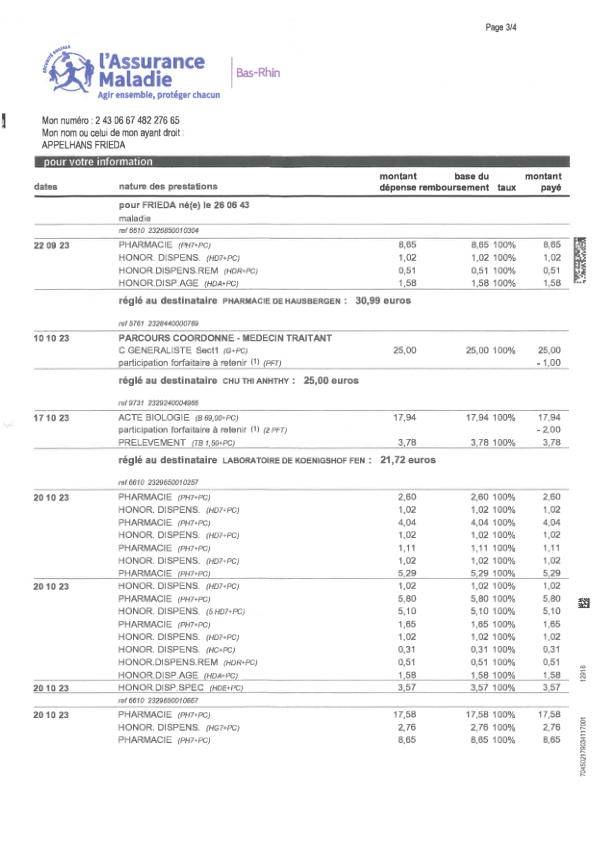 Page 3/4
SÉCURITÉ SOCIALE
l'Assurance
Maladie
Agir ensemble, protéger chacun
Bas-Rhin
Mon numéro : 2 43 06 67 482 276 65
Mon nom ou celui de mon ayant droit :
APPELHANS FRIEDA
pour votre information
dates nature des prestations montant dépense base du remboursement taux montant payé
pour FRIEDA né(e) le 26 06 43
maladie
ref 6610 2326850010304
22 09 23 PHARMACIE (PH7+PC) 8,65 8,65 100% 8,65
HONOR. DISPENS. (HD7+PC) 1,02 1,02 100% 1,02
HONOR.DISPENS.REM (HDR+PC) 0,51 0,51 100% 0,51
HONOR.DISP.AGE (HDA+PC) 1,58 1,58 100% 1,58
réglé au destinataire PHARMACIE DE HAUSBERGEN : 30,99 euros
ref 5761 2328440000769
10 10 23 PARCOURS COORDONNE - MEDECIN TRAITANT
C GENERALISTE Sect1 (G+PC) 25,00 25,00 100% 25,00
participation forfaitaire à retenir (1) (PFT) - 1,00
réglé au destinataire CHU THI ANHTHY : 25,00 euros
ref 9731 2329240004965
17 10 23 ACTE BIOLOGIE (B 69,00+PC) 17,94 17,94 100% 17,94
participation forfaitaire à retenir (1) (2 PFT) - 2,00
PRELEVEMENT (TB 1,50+PC) 3,78 3,78 100% 3,78
réglé au destinataire LABORATOIRE DE KOENIGSHOF FEN : 21,72 euros
ref 6610 2329650010257
20 10 23 PHARMACIE (PH7+PC) 2,60 2,60 100% 2,60
HONOR. DISPENS. (HD7+PC) 1,02 1,02 100% 1,02
PHARMACIE (PH7+PC) 4,04 4,04 100% 4,04
HONOR. DISPENS. (HD7+PC) 1,02 1,02 100% 1,02
PHARMACIE (PH7+PC) 1,11 1,11 100% 1,11
HONOR. DISPENS. (HD7+PC) 1,02 1,02 100% 1,02
PHARMACIE (PH7+PC) 5,29 5,29 100% 5,29
20 10 23 HONOR. DISPENS. (HD7+PC) 1,02 1,02 100% 1,02
PHARMACIE (PH7+PC) 5,80 5,80 100% 5,80
HONOR. DISPENS. (5 HD7+PC) 5,10 5,10 100% 5,10
PHARMACIE (PH7+PC) 1,65 1,65 100% 1,65
HONOR. DISPENS. (HD7+PC) 1,02 1,02 100% 1,02
HONOR. DISPENS. (HC+PC) 0,31 0,31 100% 0,31
HONOR.DISPENS.REM (HDR+PC) 0,51 0,51 100% 0,51
HONOR.DISP.AGE (HDA+PC) 1,58 1,58 100% 1,58
20 10 23 HONOR.DISP.SPEC (HDE+PC) 3,57 3,57 100% 3,57
ref 6610 2329650010667
20 10 23 PHARMACIE (PH7+PC) 17,58 17,58 100% 17,58
HONOR. DISPENS. (HG7+PC) 2,76 2,76 100% 2,76
PHARMACIE (PH7+PC) 8,65 8,65 100% 8,65
12918
704502179034117001